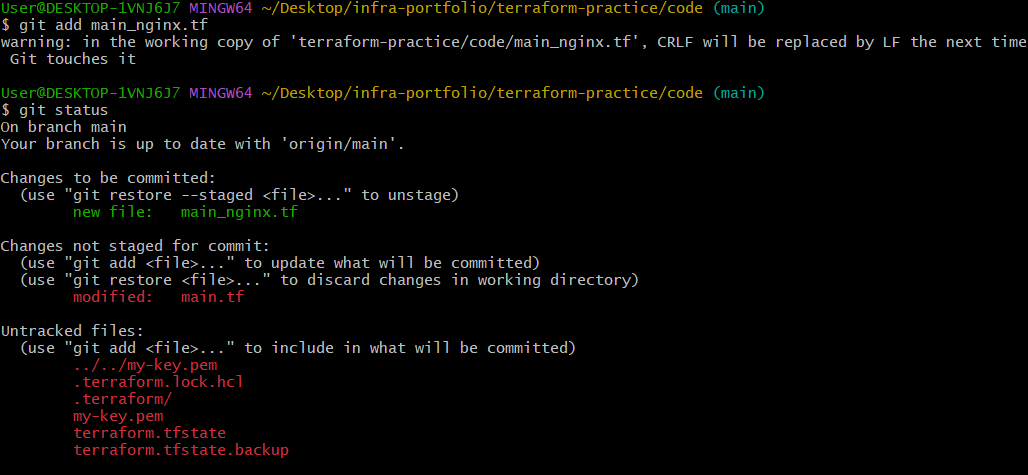 User@DESKTOP-1VNJ6J7 MINGW64 ~/Desktop/infra-portfolio/terraform-practice/code (main)
$ git add main_nginx.tf
warning: in the working copy of 'terraform-practice/code/main_nginx.tf', CRLF will be replaced by LF the next time
 Git touches it

User@DESKTOP-1VNJ6J7 MINGW64 ~/Desktop/infra-portfolio/terraform-practice/code (main)
$ git status
On branch main
Your branch is up to date with 'origin/main'.

Changes to be committed:
  (use "git restore --staged <file>..." to unstage)
        new file:   main_nginx.tf

Changes not staged for commit:
  (use "git add <file>..." to update what will be committed)
  (use "git restore <file>..." to discard changes in working directory)
        modified:   main.tf

Untracked files:
  (use "git add <file>..." to include in what will be committed)
        ../../my-key.pem
        .terraform.lock.hcl
        .terraform/
        my-key.pem
        terraform.tfstate
        terraform.tfstate.backup